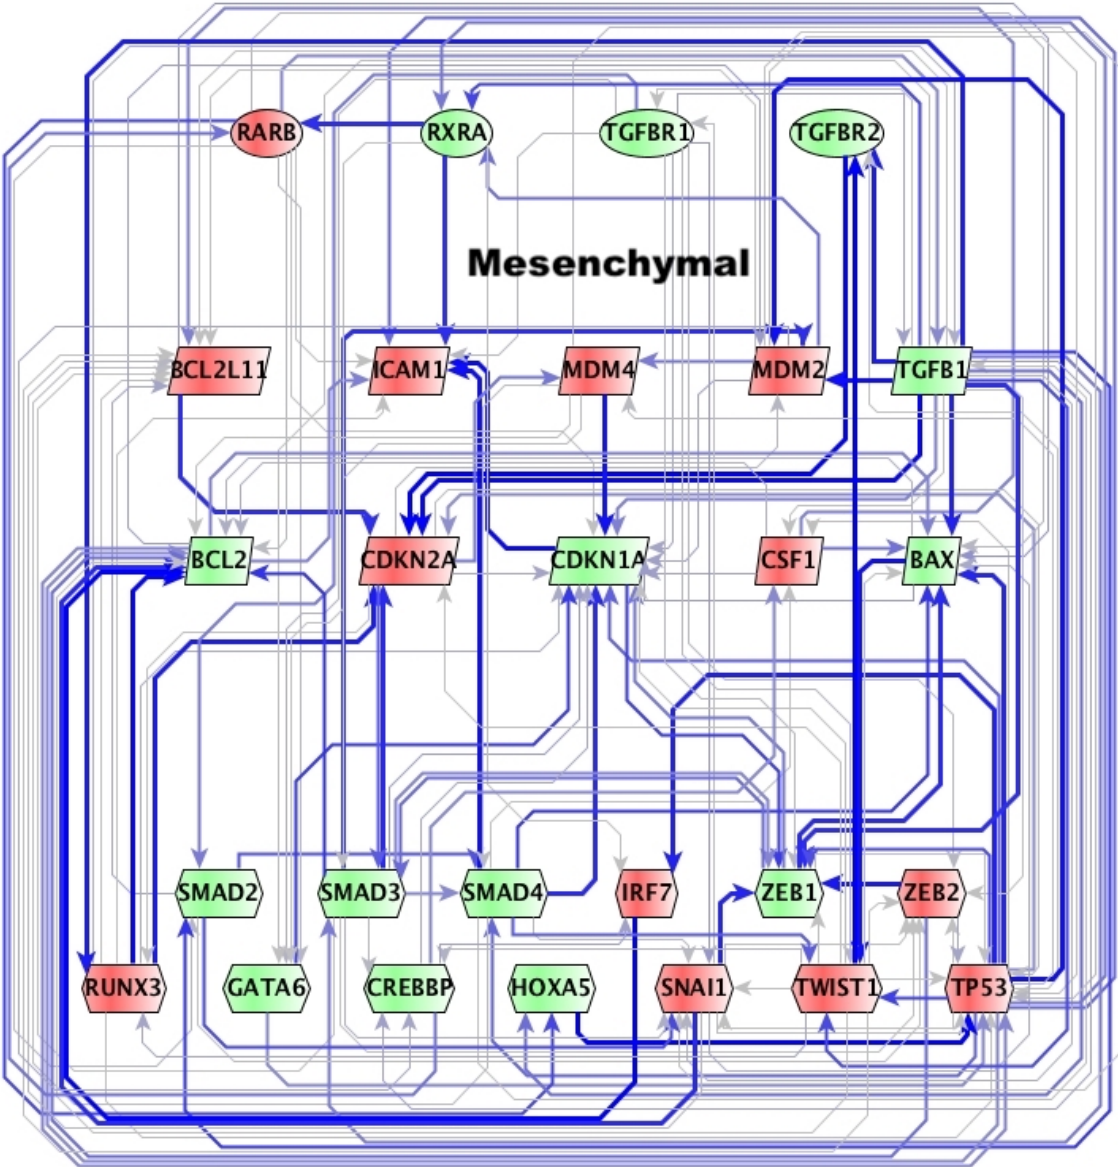 RARB RXRA TGFBR1 TGFBR2
Mesenchymal
BCL2L11 ICAM1 MDM4 MDM2 TGFB1
BCL2 CDKN2A CDKN1A CSF1 BAX
SMAD2 SMAD3 SMAD4 IRF7 ZEB1 ZEB2
RUNX3 GATA6 CREBBP HOXA5 SNAI1 TWIST1 TP53